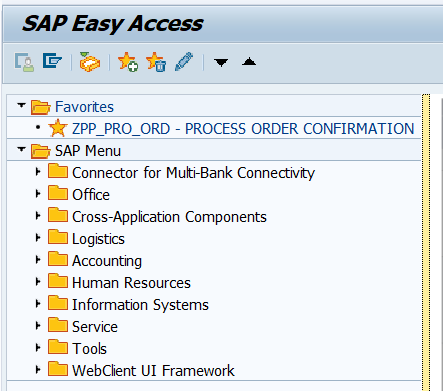 SAP Easy Access
Favorites
ZPP_PRO_ORD - PROCESS ORDER CONFIRMATION
SAP Menu
Connector for Multi-Bank Connectivity
Office
Cross-Application Components
Logistics
Accounting
Human Resources
Information Systems
Service
Tools
WebClient UI Framework